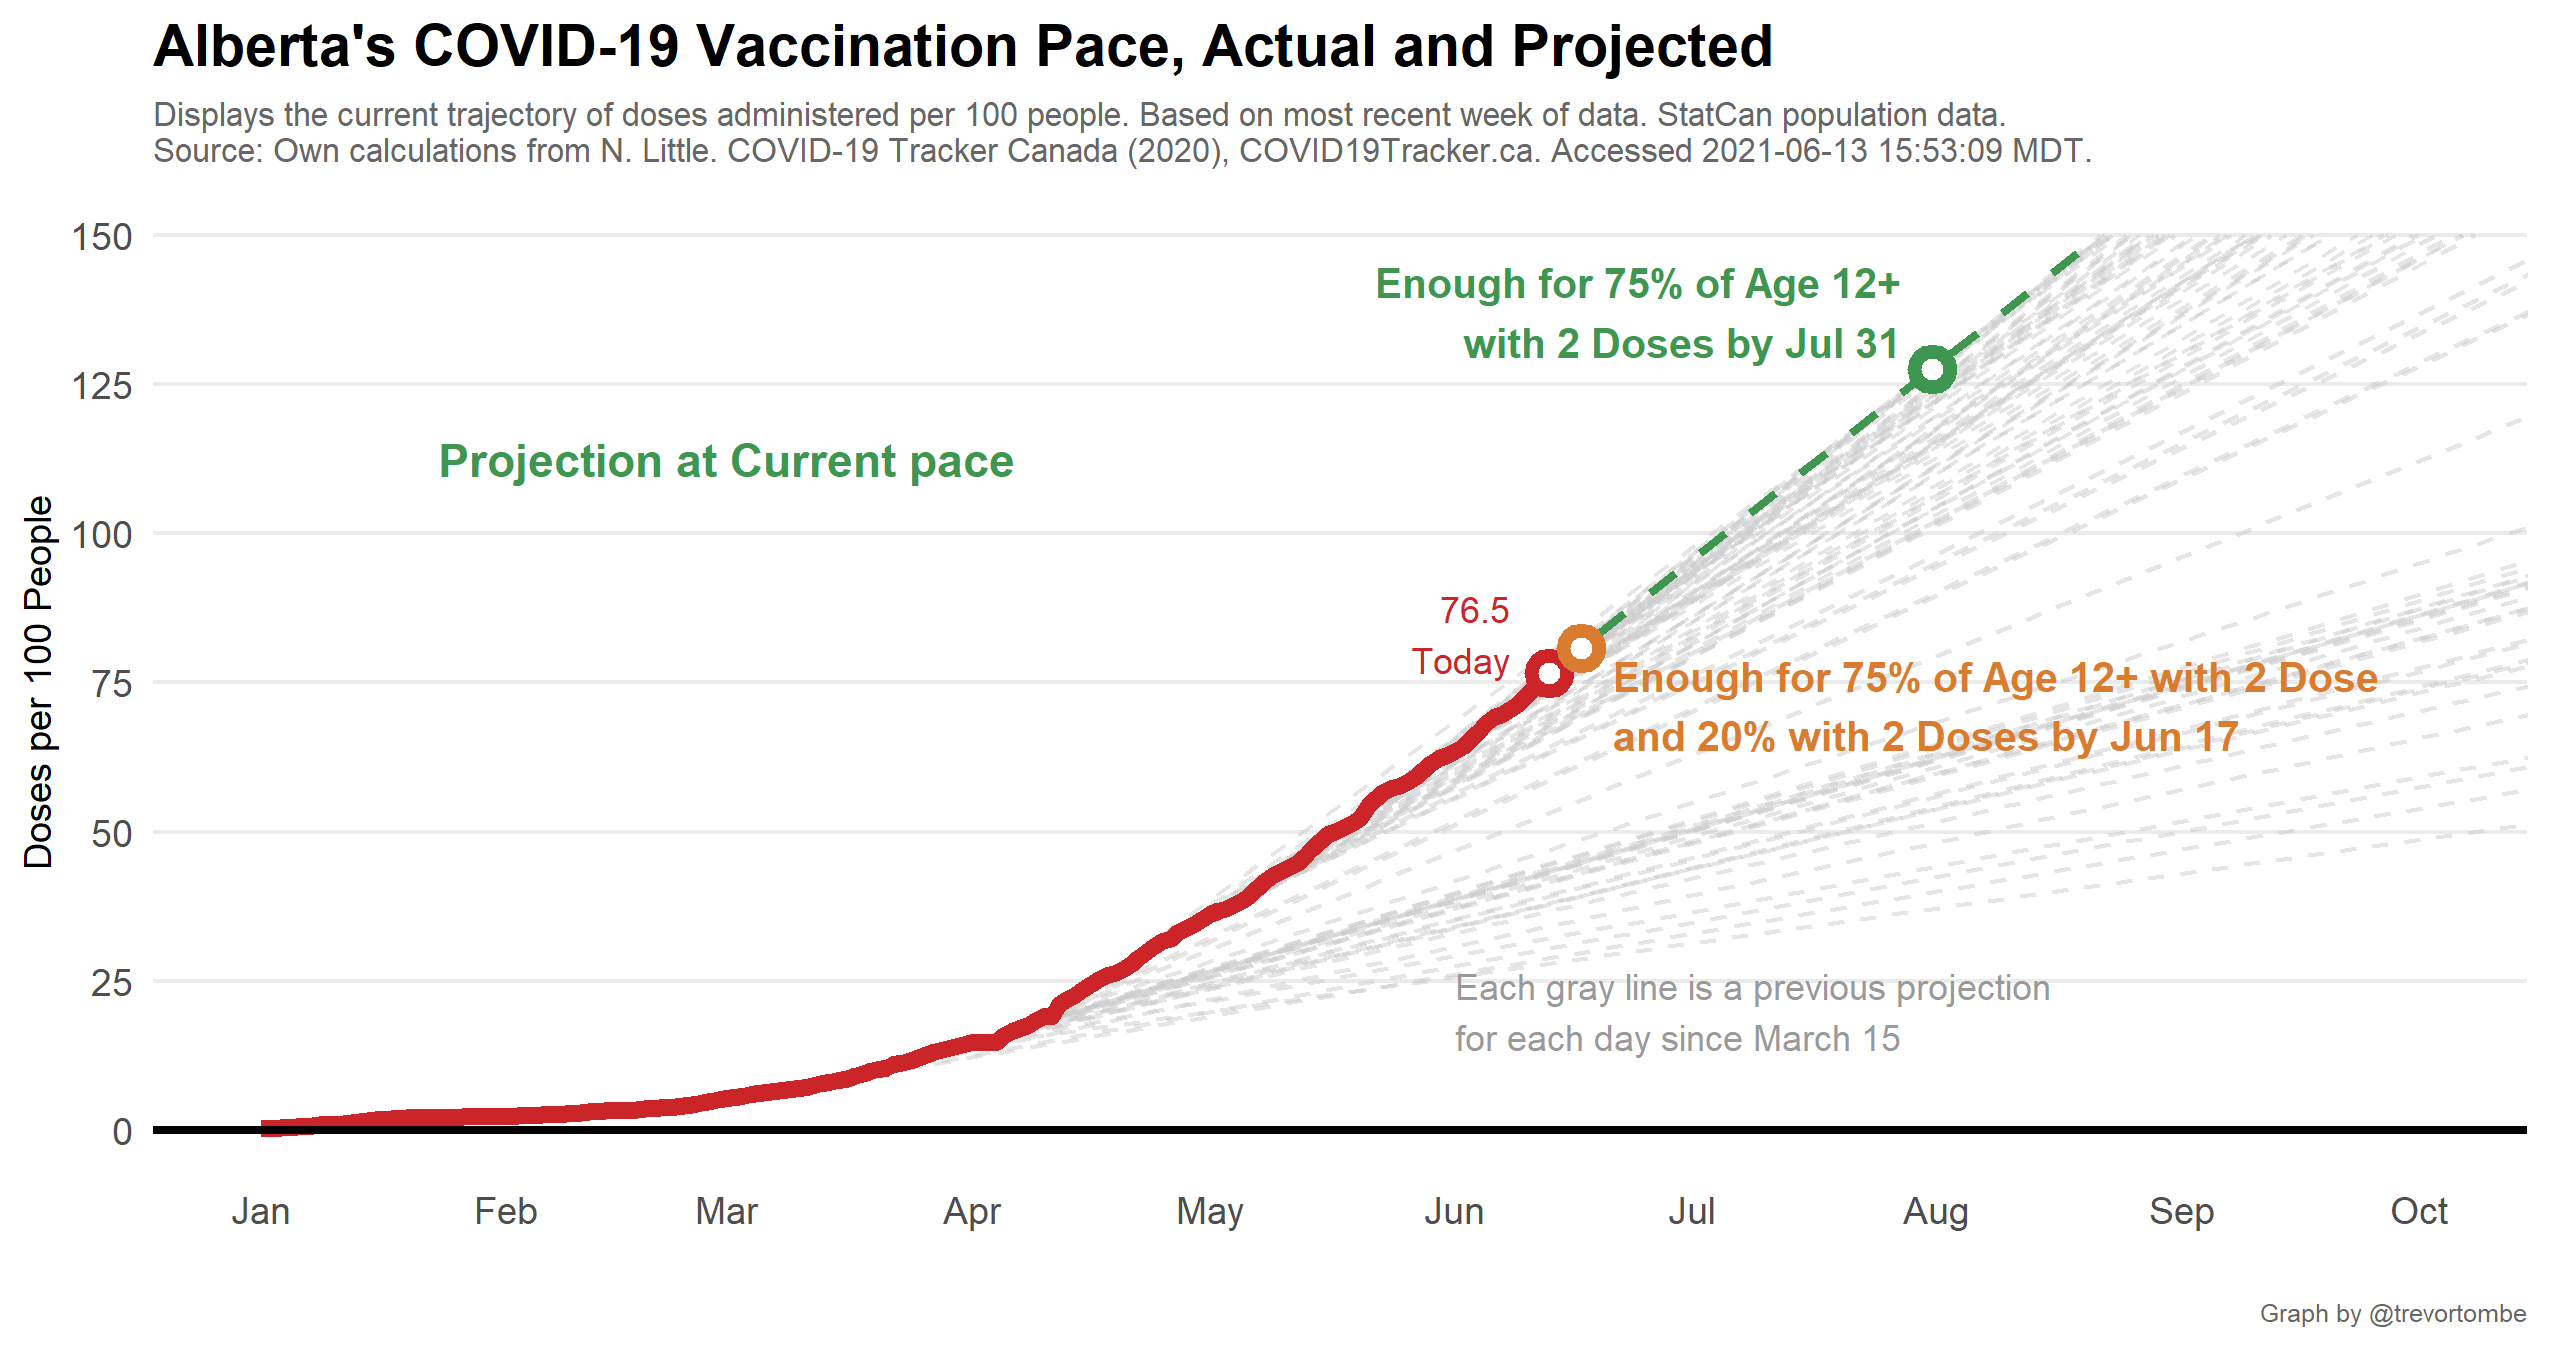 Alberta's COVID-19 Vaccination Pace, Actual and Projected
Displays the current trajectory of doses administered per 100 people. Based on most recent week of data. StatCan population data.
Source: Own calculations from N. Little. COVID-19 Tracker Canada (2020), COVID19Tracker.ca. Accessed 2021-06-13 15:53:09 MDT.
150
125
100
75
50
25
0
Doses per 100 People
Enough for 75% of Age 12+
with 2 Doses by Jul 31
Projection at Current pace
76.5
Today
Enough for 75% of Age 12+ with 2 Dose
and 20% with 2 Doses by Jun 17
Each gray line is a previous projection
for each day since March 15
Jan Feb Mar Apr May Jun Jul Aug Sep Oct
Graph by @trevortombe